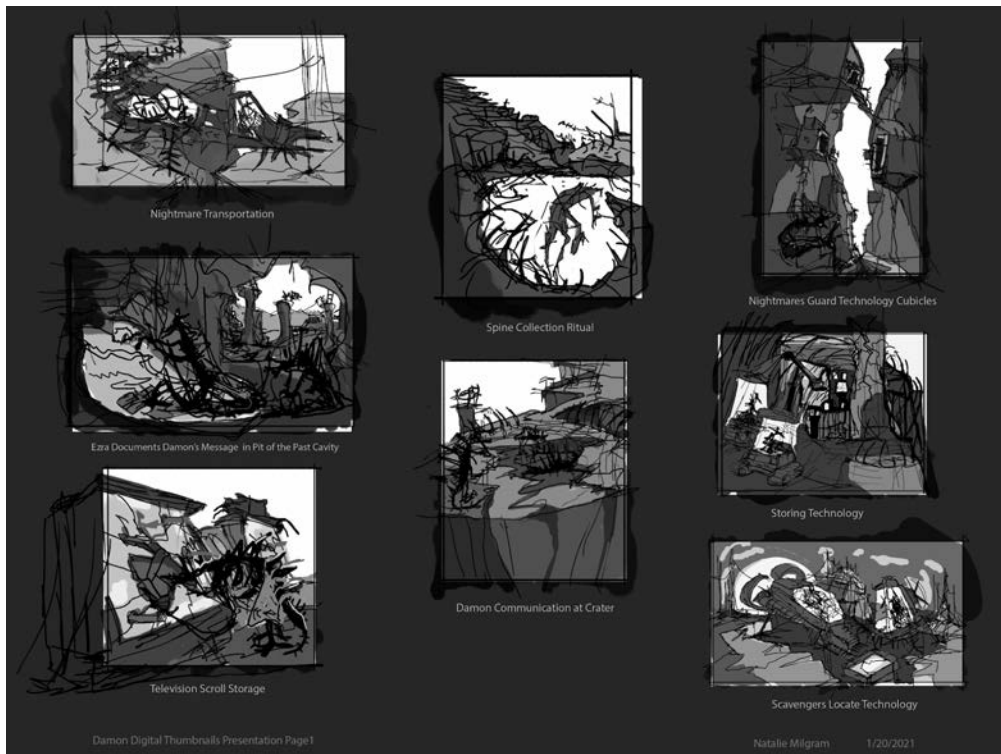 Nightmare Transportation
Spine Collection Ritual
Nightmares Guard Technology Cubicles
Ezra Documents Damon's Message in Pit of the Past Cavity
Damon Communication at Crater
Storing Technology
Television Scroll Storage
Scavengers Locate Technology
Damon Digital Thumbnails Presentation Page1
Natalie Milgram 1/20/2021